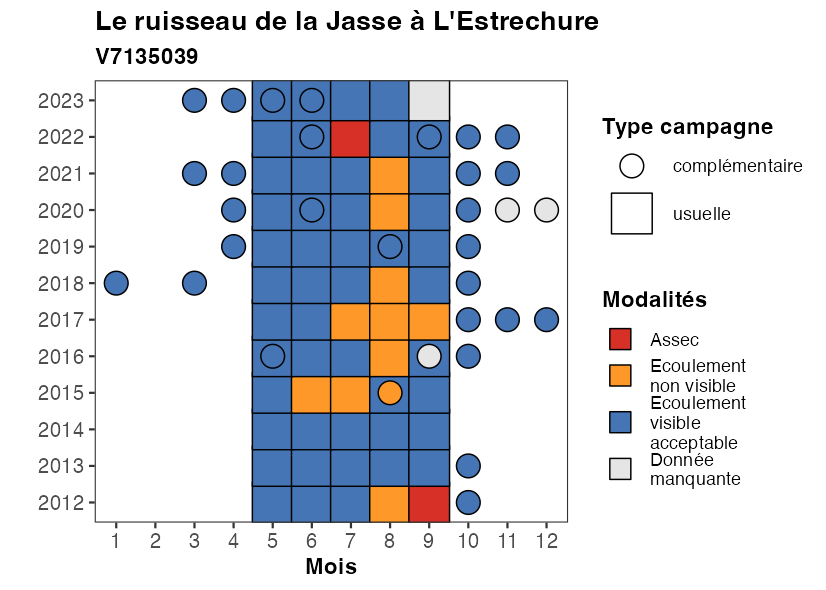 Le ruisseau de la Jasse à L'Estrechure
V7135039
2023
2022
2021
2020
2019
2018
2017
2016
2015
2014
2013
2012
1 2 3 4 5 6 7 8 9 10 11 12
Mois
Type campagne
complémentaire
usuelle
Modalités
Assec
Ecoulement
non visible
Ecoulement
visible
acceptable
Donnée
manquante